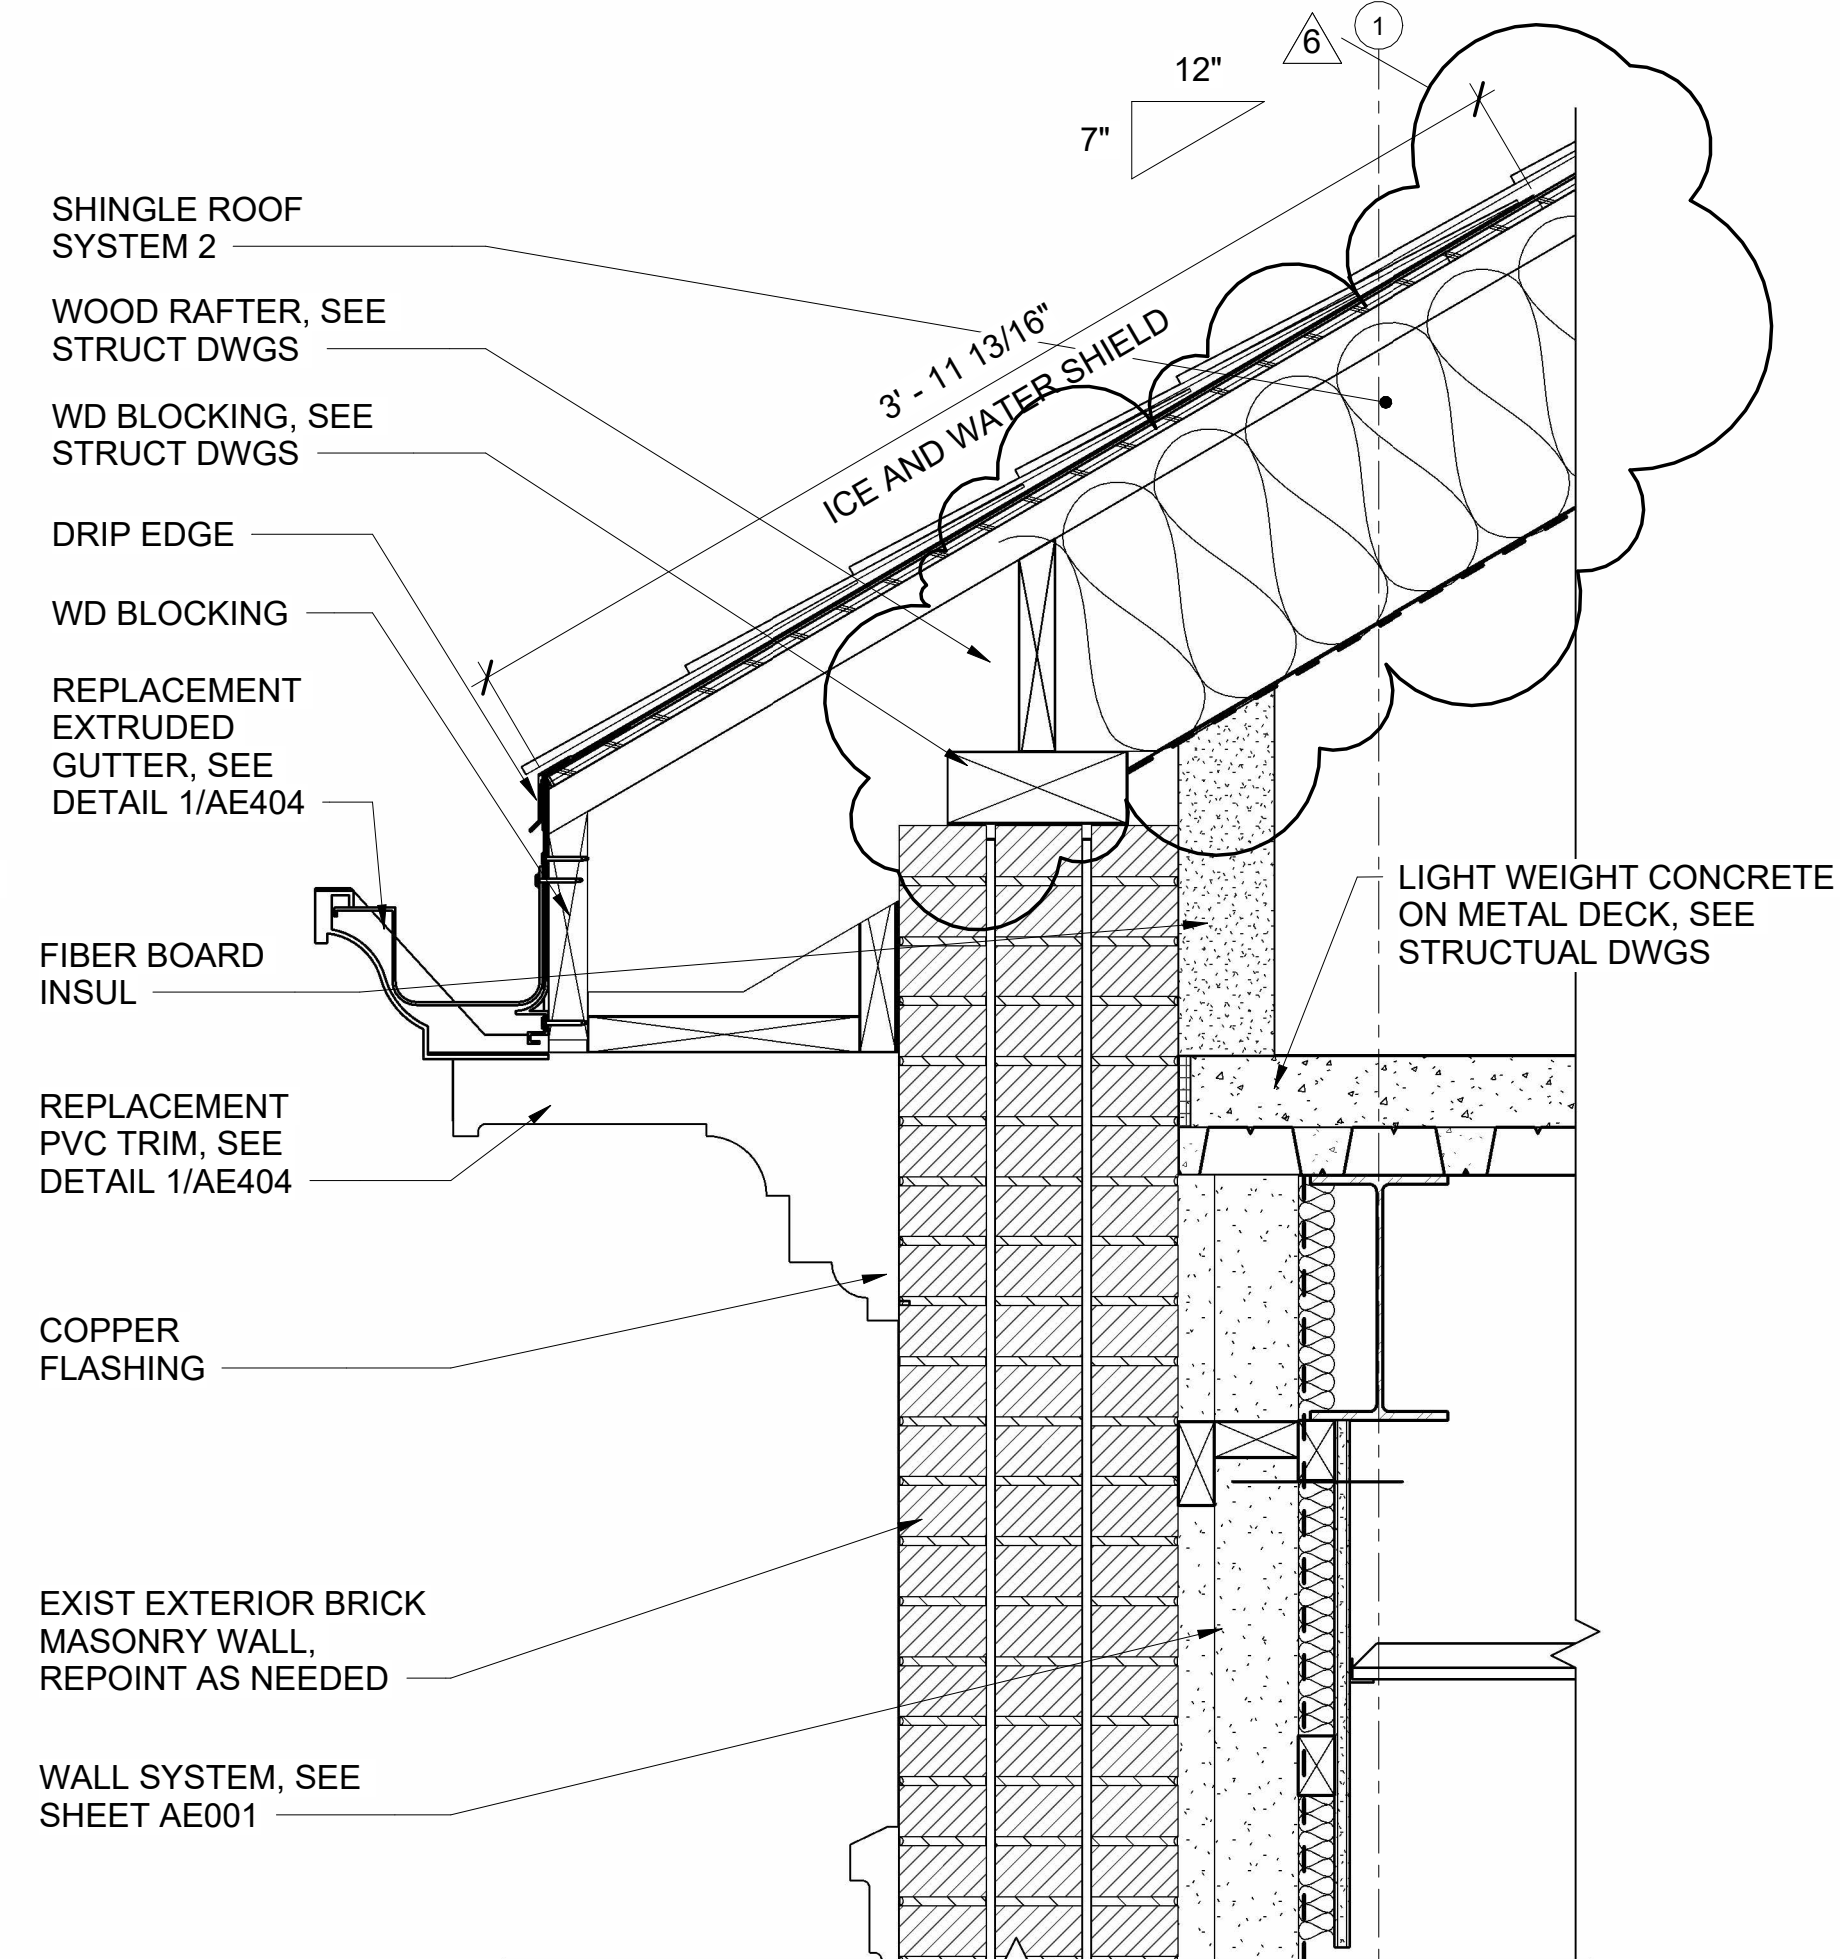 6
1
12"
7"
SHINGLE ROOF
SYSTEM 2
WOOD RAFTER, SEE
STRUCT DWGS
WD BLOCKING, SEE
STRUCT DWGS
3' - 11 13/16"
ICE AND WATER SHIELD
DRIP EDGE
WD BLOCKING
REPLACEMENT
EXTRUDED
GUTTER, SEE
DETAIL 1/AE404
FIBER BOARD
INSUL
LIGHT WEIGHT CONCRETE
ON METAL DECK, SEE
STRUCTUAL DWGS
REPLACEMENT
PVC TRIM, SEE
DETAIL 1/AE404
COPPER
FLASHING
EXIST EXTERIOR BRICK
MASONRY WALL,
REPOINT AS NEEDED
WALL SYSTEM, SEE
SHEET AE001